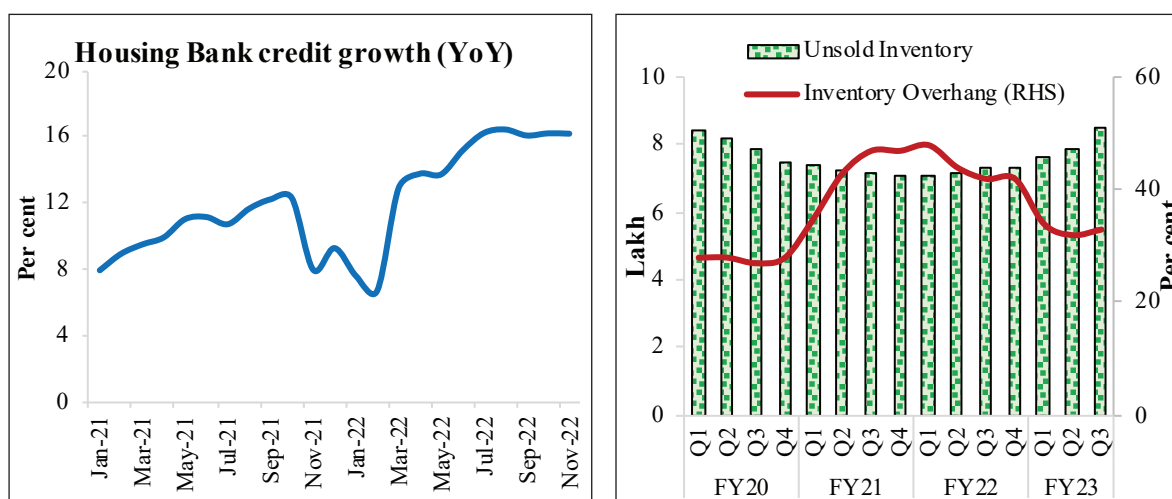 Housing Bank credit growth (YoY)
20
16
12
8
4
0
Per cent
Jan-21
Mar-21
May-21
Jul-21
Sep-21
Nov-21
Jan-22
Mar-22
May-22
Jul-22
Sep-22
Nov-22
Unsold Inventory
Inventory Overhang (RHS)
10
8
6
4
2
0
Lakh
60
40
20
0
Per cent
Q1 Q2 Q3 Q4 Q1 Q2 Q3 Q4 Q1 Q2 Q3 Q4 Q1 Q2 Q3
FY20 FY21 FY22 FY23